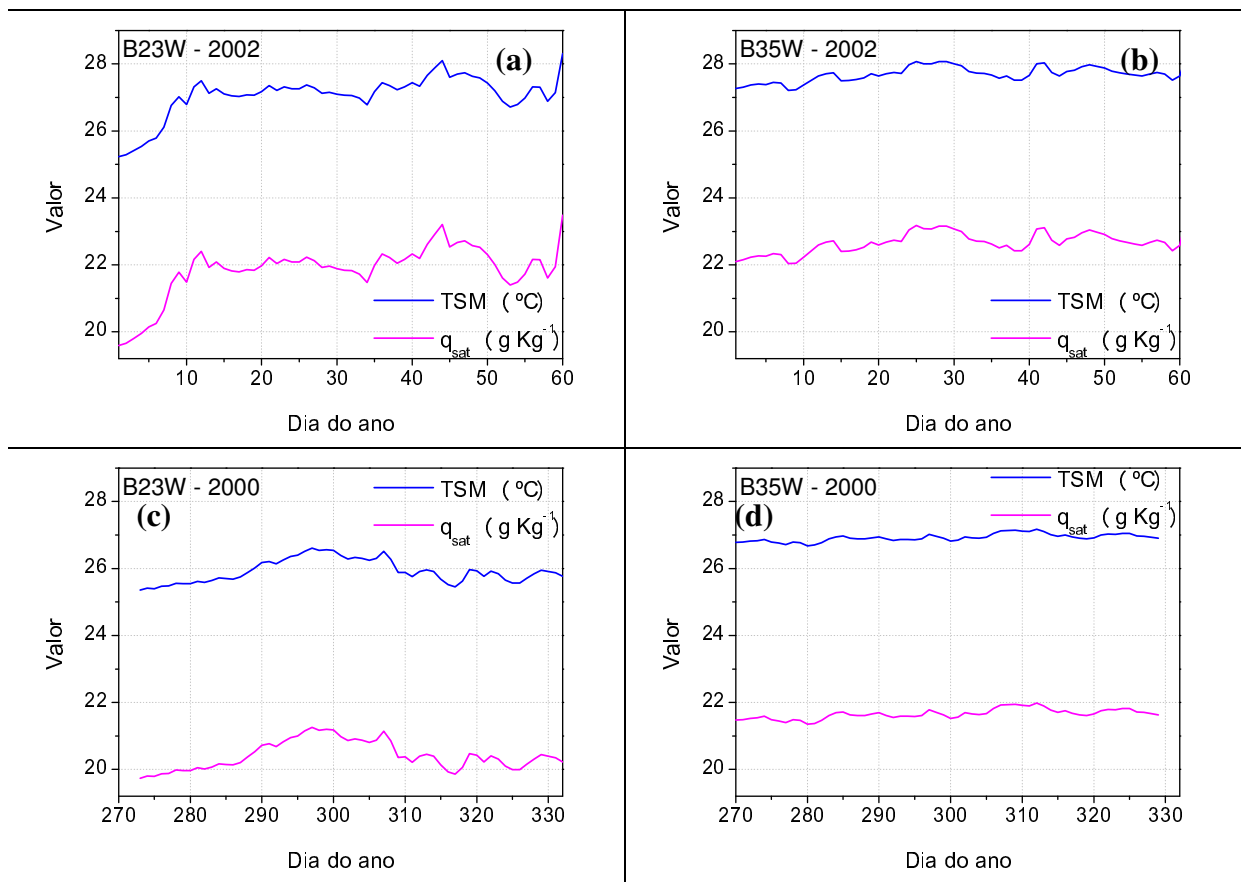 B23W - 2002
(a)
28
26
24
22
20
Valor
TSM (ºC)
q_sat (g Kg⁻¹)
10 20 30 40 50 60
Dia do ano
B35W - 2002
(b)
28
26
24
22
20
Valor
TSM (ºC)
q_sat (g Kg⁻¹)
10 20 30 40 50 60
Dia do ano
B23W - 2000
(c)
TSM (ºC)
q_sat (g Kg⁻¹)
28
26
24
22
20
Valor
270 280 290 300 310 320 330
Dia do ano
B35W - 2000
(d)
TSM (ºC)
q_sat (g Kg⁻¹)
28
26
24
22
20
Valor
270 280 290 300 310 320 330
Dia do ano